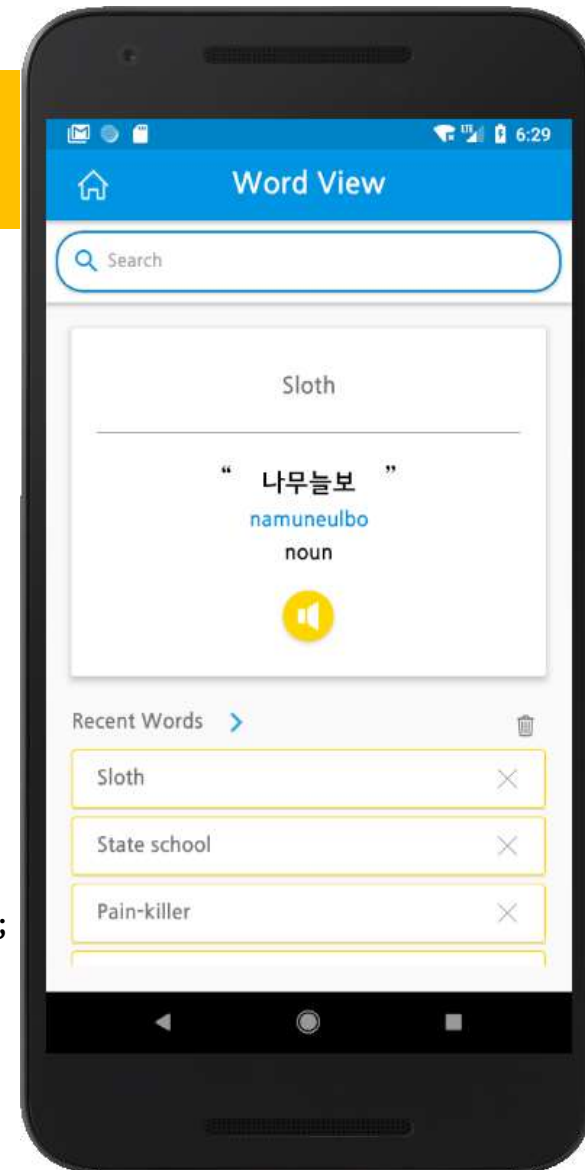 6:29
Word View
Search
Sloth
“ 나무늘보 ”
namuneulbo
noun
Recent Words
Sloth
State school
Pain-killer
;